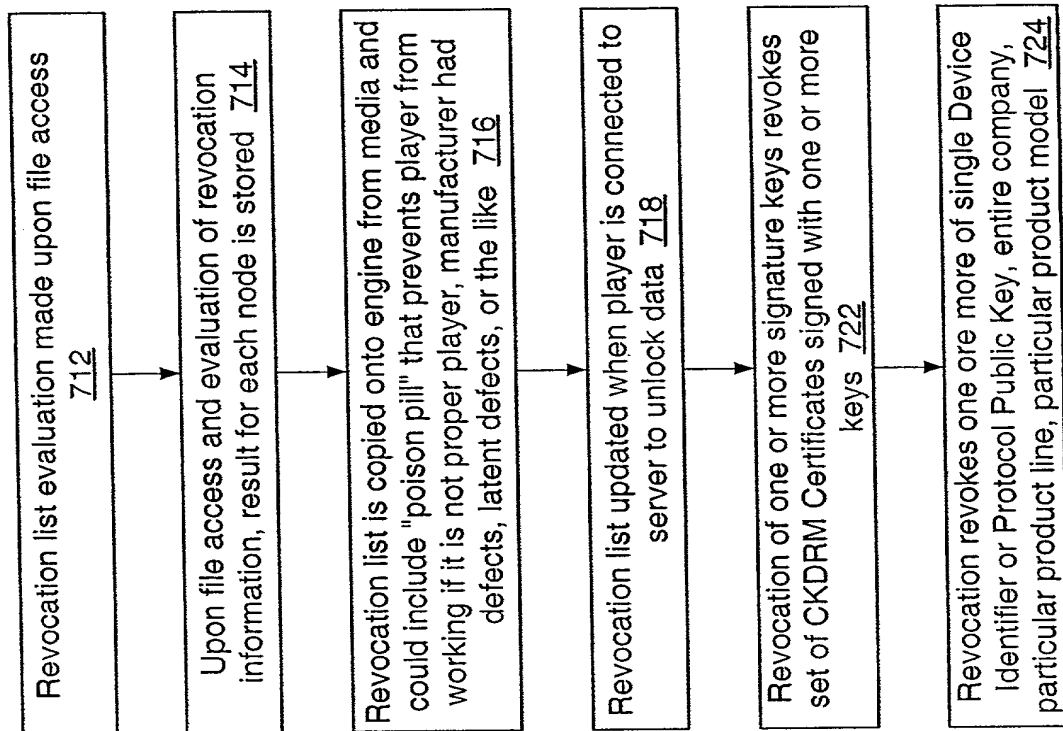 Revocation list evaluation made upon file access
712
Upon file access and evaluation of revocation
information, result for each node is stored 714
Revocation list is copied onto engine from media and
could include "poison pill" that prevents player from
working if it is not proper player, manufacturer had
defects, latent defects, or the like 716
Revocation list updated when player is connected to
server to unlock data 718
Revocation of one or more signature keys revokes
set of CKDRM Certificates signed with one or more
keys 722
Revocation revokes one ore more of single Device
Identifier or Protocol Public Key, entire company,
particular product line, particular product model 724